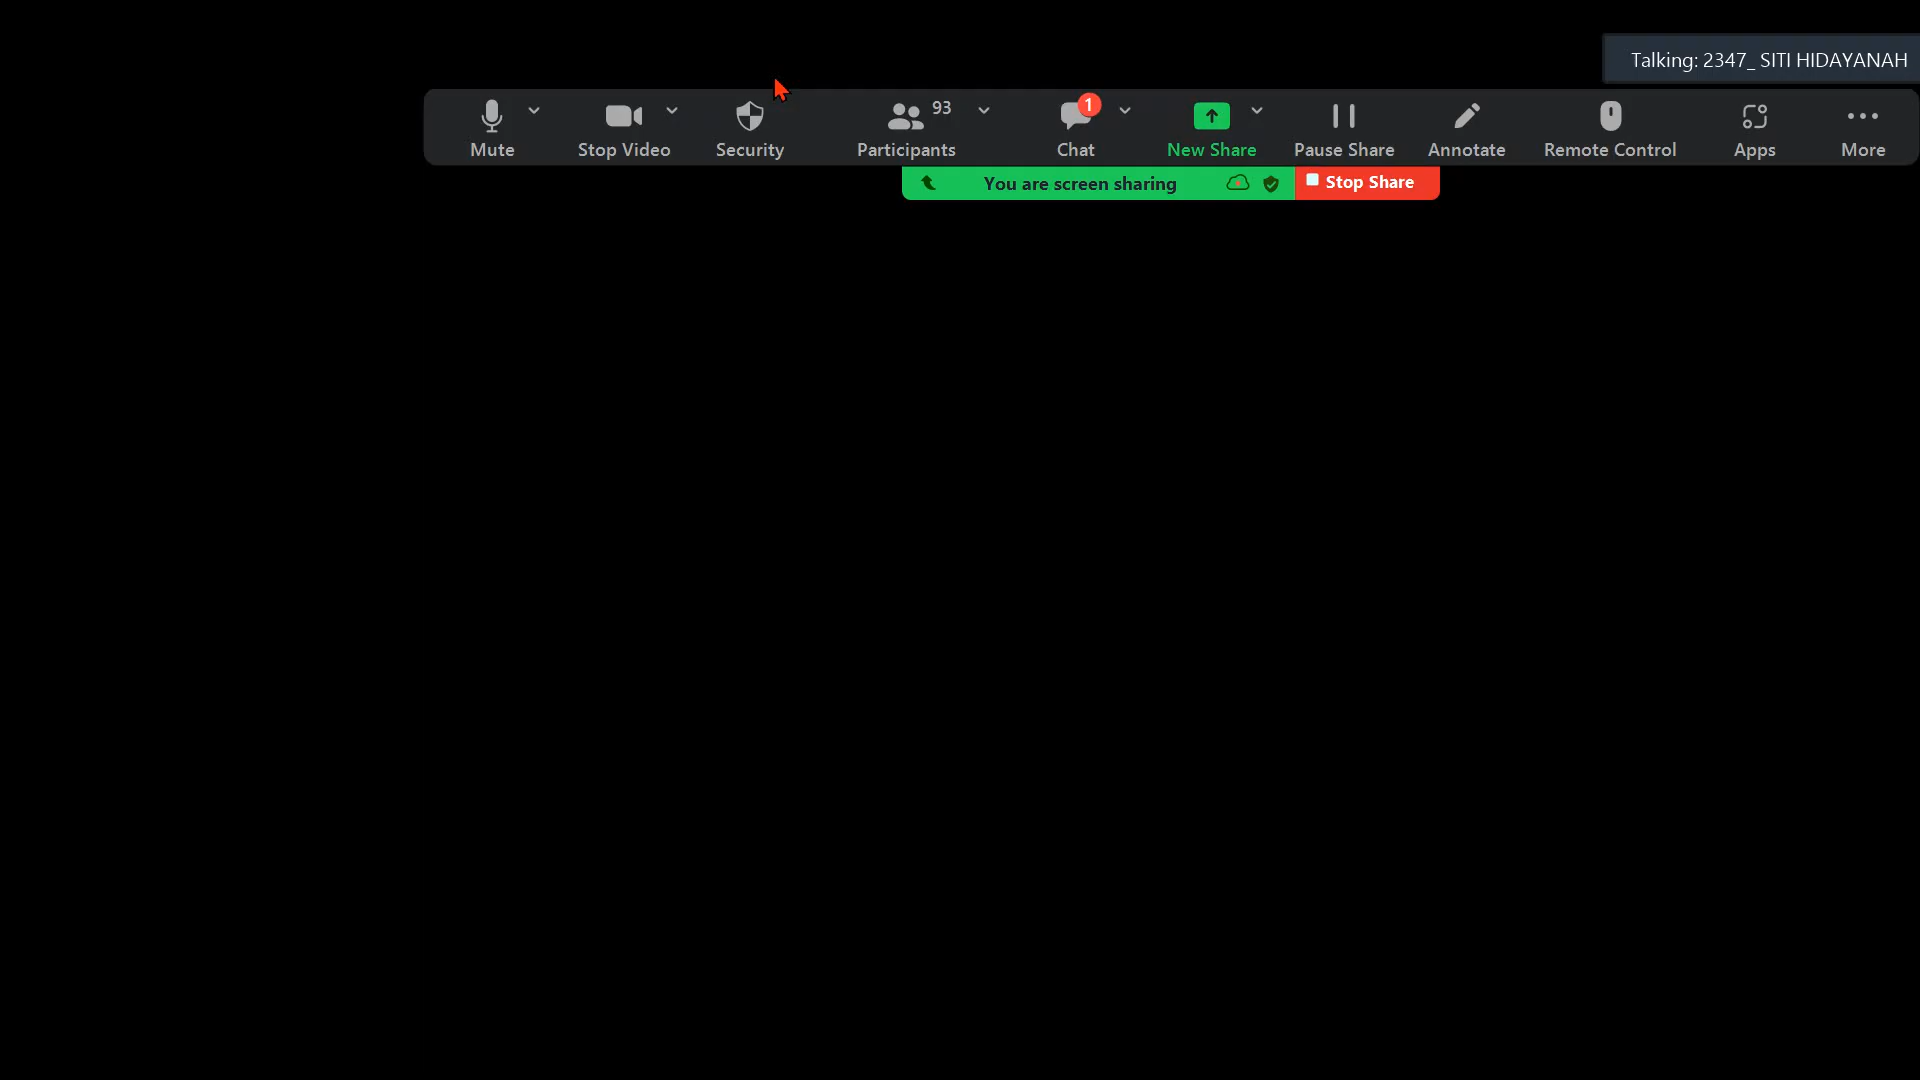 Talking: 2347_ SITI HIDAYANAH
93
1
Mute
Stop Video
Security
Participants
Chat
New Share
Pause Share
Annotate
Remote Control
Apps
More
You are screen sharing
Stop Share